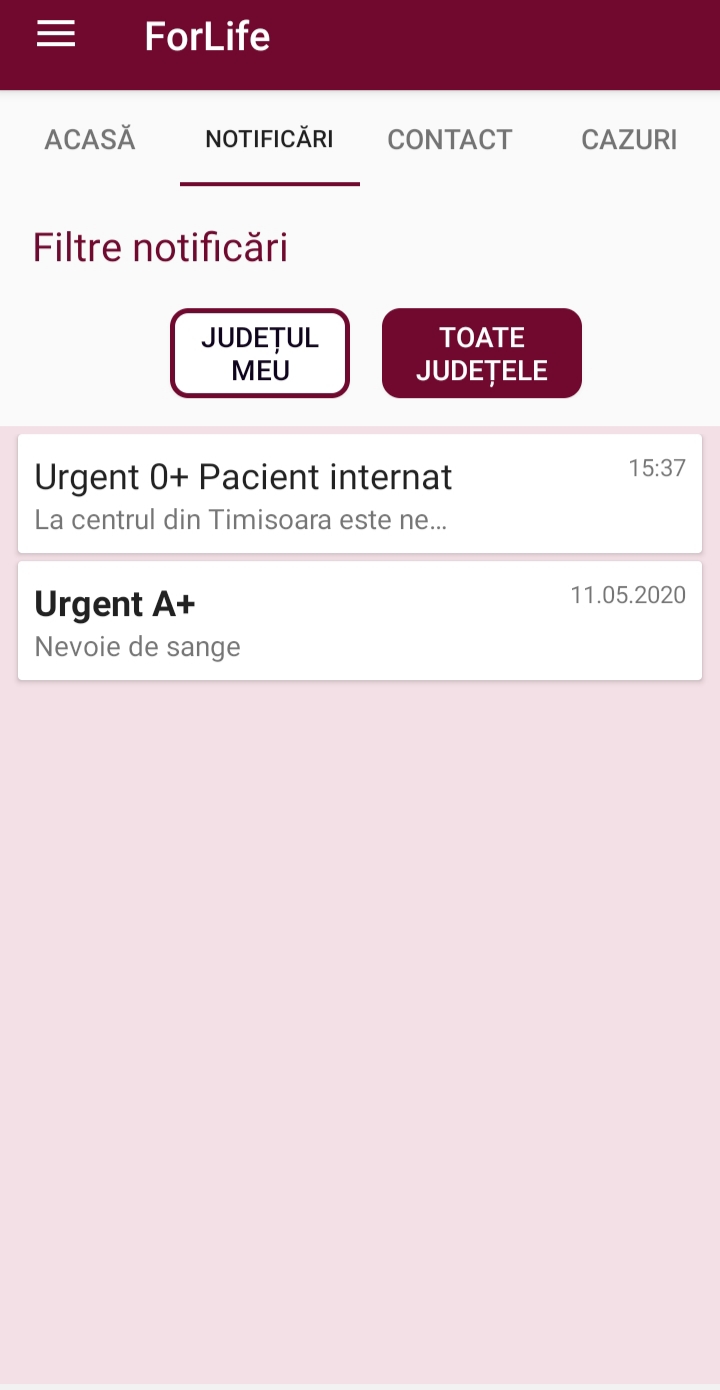 ForLife
ACASĂ NOTIFICĂRI CONTACT CAZURI
Filtre notificări
JUDEȚUL
MEU
TOATE
JUDEȚELE
Urgent 0+ Pacient internat 15:37
La centrul din Timisoara este ne...
Urgent A+ 11.05.2020
Nevoie de sange